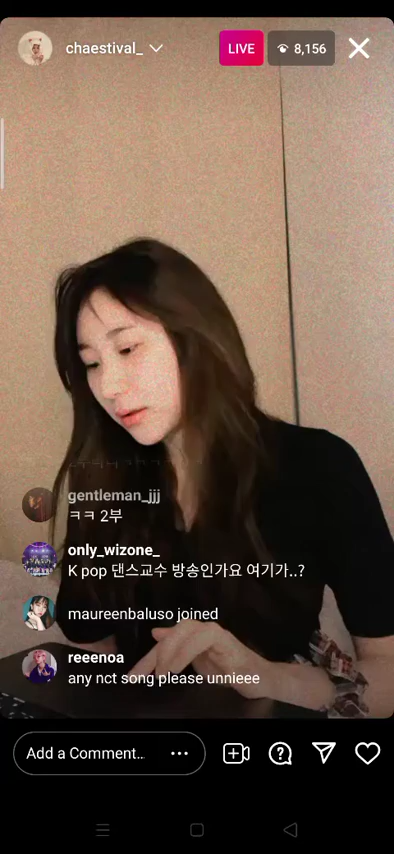 chaestival_
LIVE
8,156
gentleman_jjj
ㅋㅋ 2부
only_wizone_
K pop 댄스교수 방송인가요 여기가..?
maureenbaluso joined
reeenoa
any nct song please unnieee
Add a Comment...